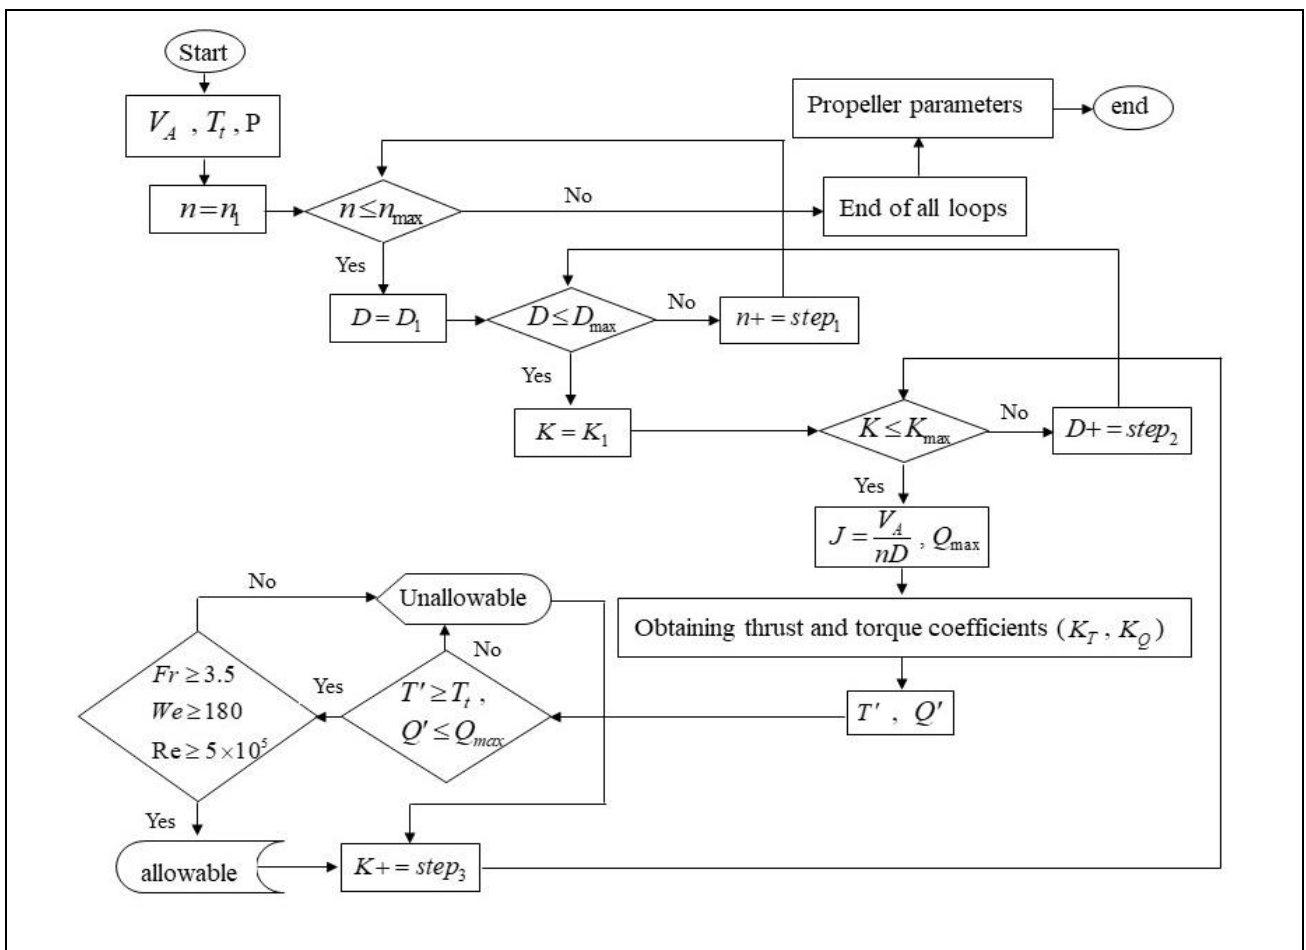 Start
V_A , T_t , P
n = n_1
n ≤ n_max
No
End of all loops
Propeller parameters
end
Yes
D = D_1
D ≤ D_max
No
n+ = step_1
Yes
K = K_1
K ≤ K_max
No
D+ = step_2
Yes
J = V_A / nD , Q_max
Obtaining thrust and torque coefficients (K_T , K_Q)
T′ , Q′
T′ ≥ T_t ,
Q′ ≤ Q_max
No
Unallowable
Yes
Fr ≥ 3.5
We ≥ 180
Re ≥ 5 × 10^5
No
Yes
allowable
K+ = step_3